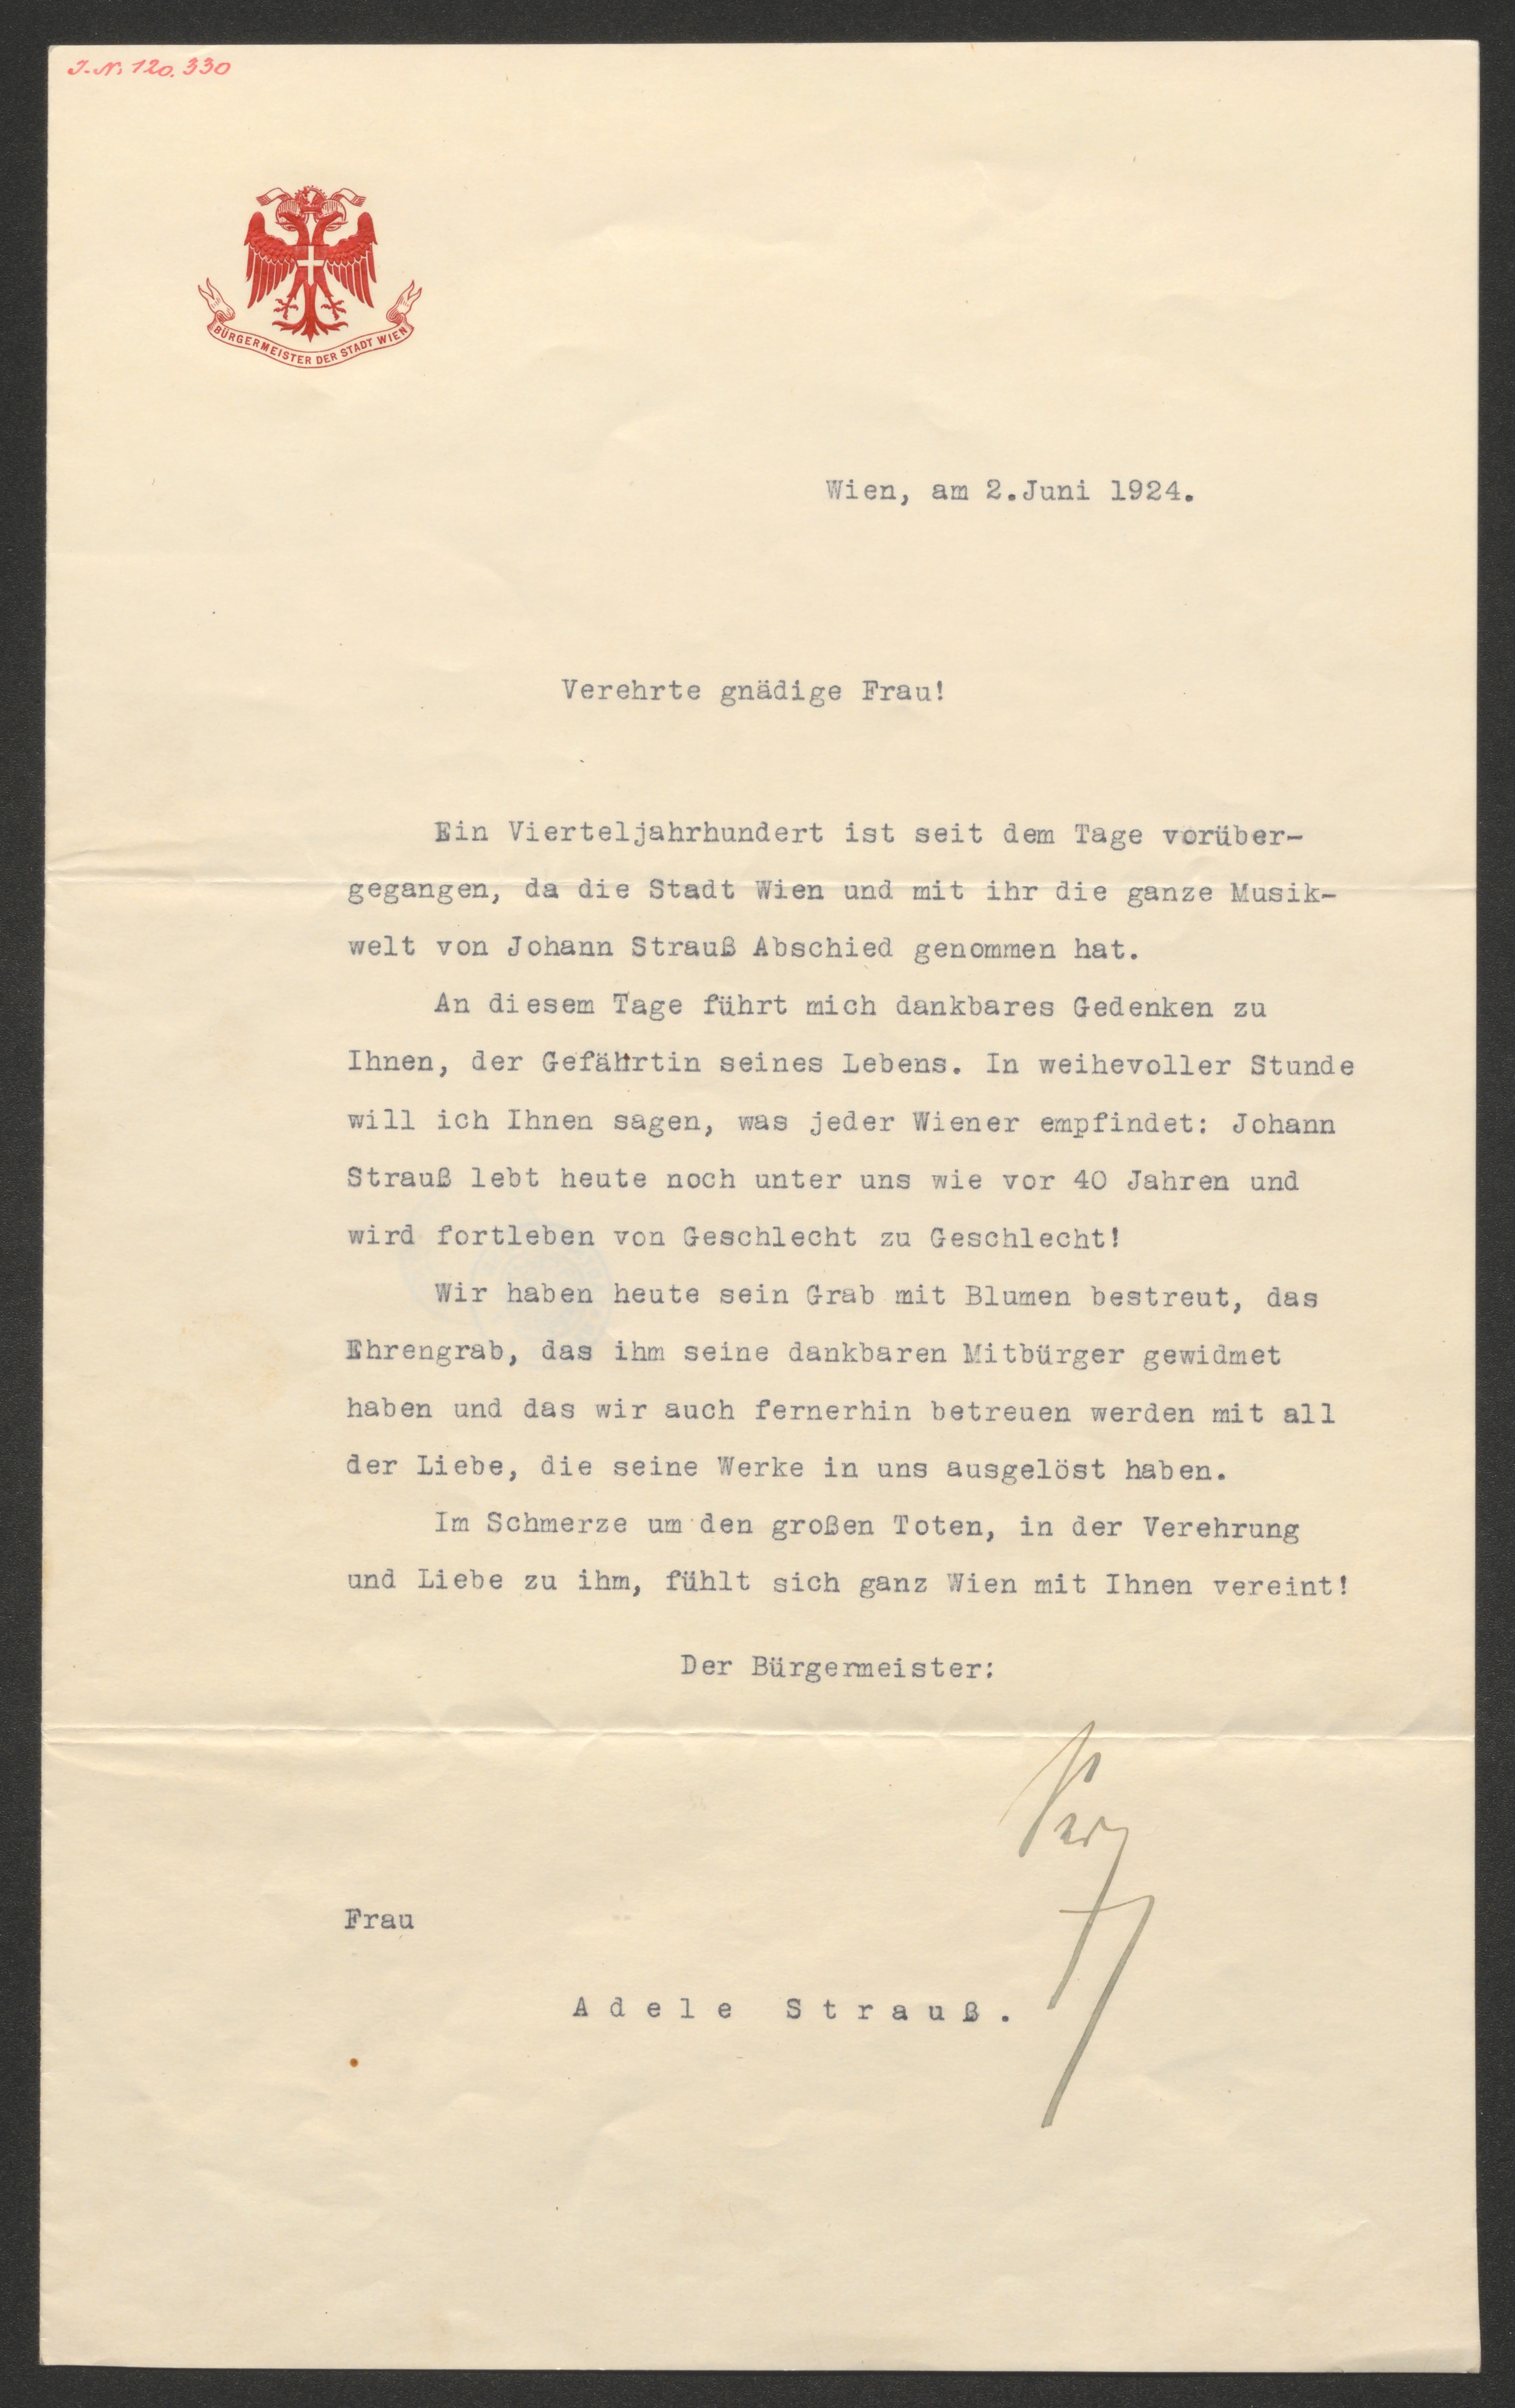 J.N. 120.330
BÜRGERMEISTER DER STADT WIEN
Wien, am 2.Juni 1924.
Verehrte gnädige Frau!
Ein Vierteljahrhundert ist seit dem Tage vorüber-
gegangen, da die Stadt Wien und mit ihr die ganze Musik-
welt von Johann Strauß Abschied genommen hat.
An diesem Tage führt mich dankbares Gedenken zu
Ihnen, der Gefährtin seines Lebens. In weihevoller Stunde
will ich Ihnen sagen, was jeder Wiener empfindet: Johann
Strauß lebt heute noch unter uns wie vor 40 Jahren und
wird fortleben von Geschlecht zu Geschlecht!
Wir haben heute sein Grab mit Blumen bestreut, das
Ehrengrab, das ihm seine dankbaren Mitbürger gewidmet
haben und das wir auch fernerhin betreuen werden mit all
der Liebe, die seine Werke in uns ausgelöst haben.
Im Schmerze um den großen Toten, in der Verehrung
und Liebe zu ihm, fühlt sich ganz Wien mit Ihnen vereint!
Der Bürgermeister:
Frau
Adele Strauß.